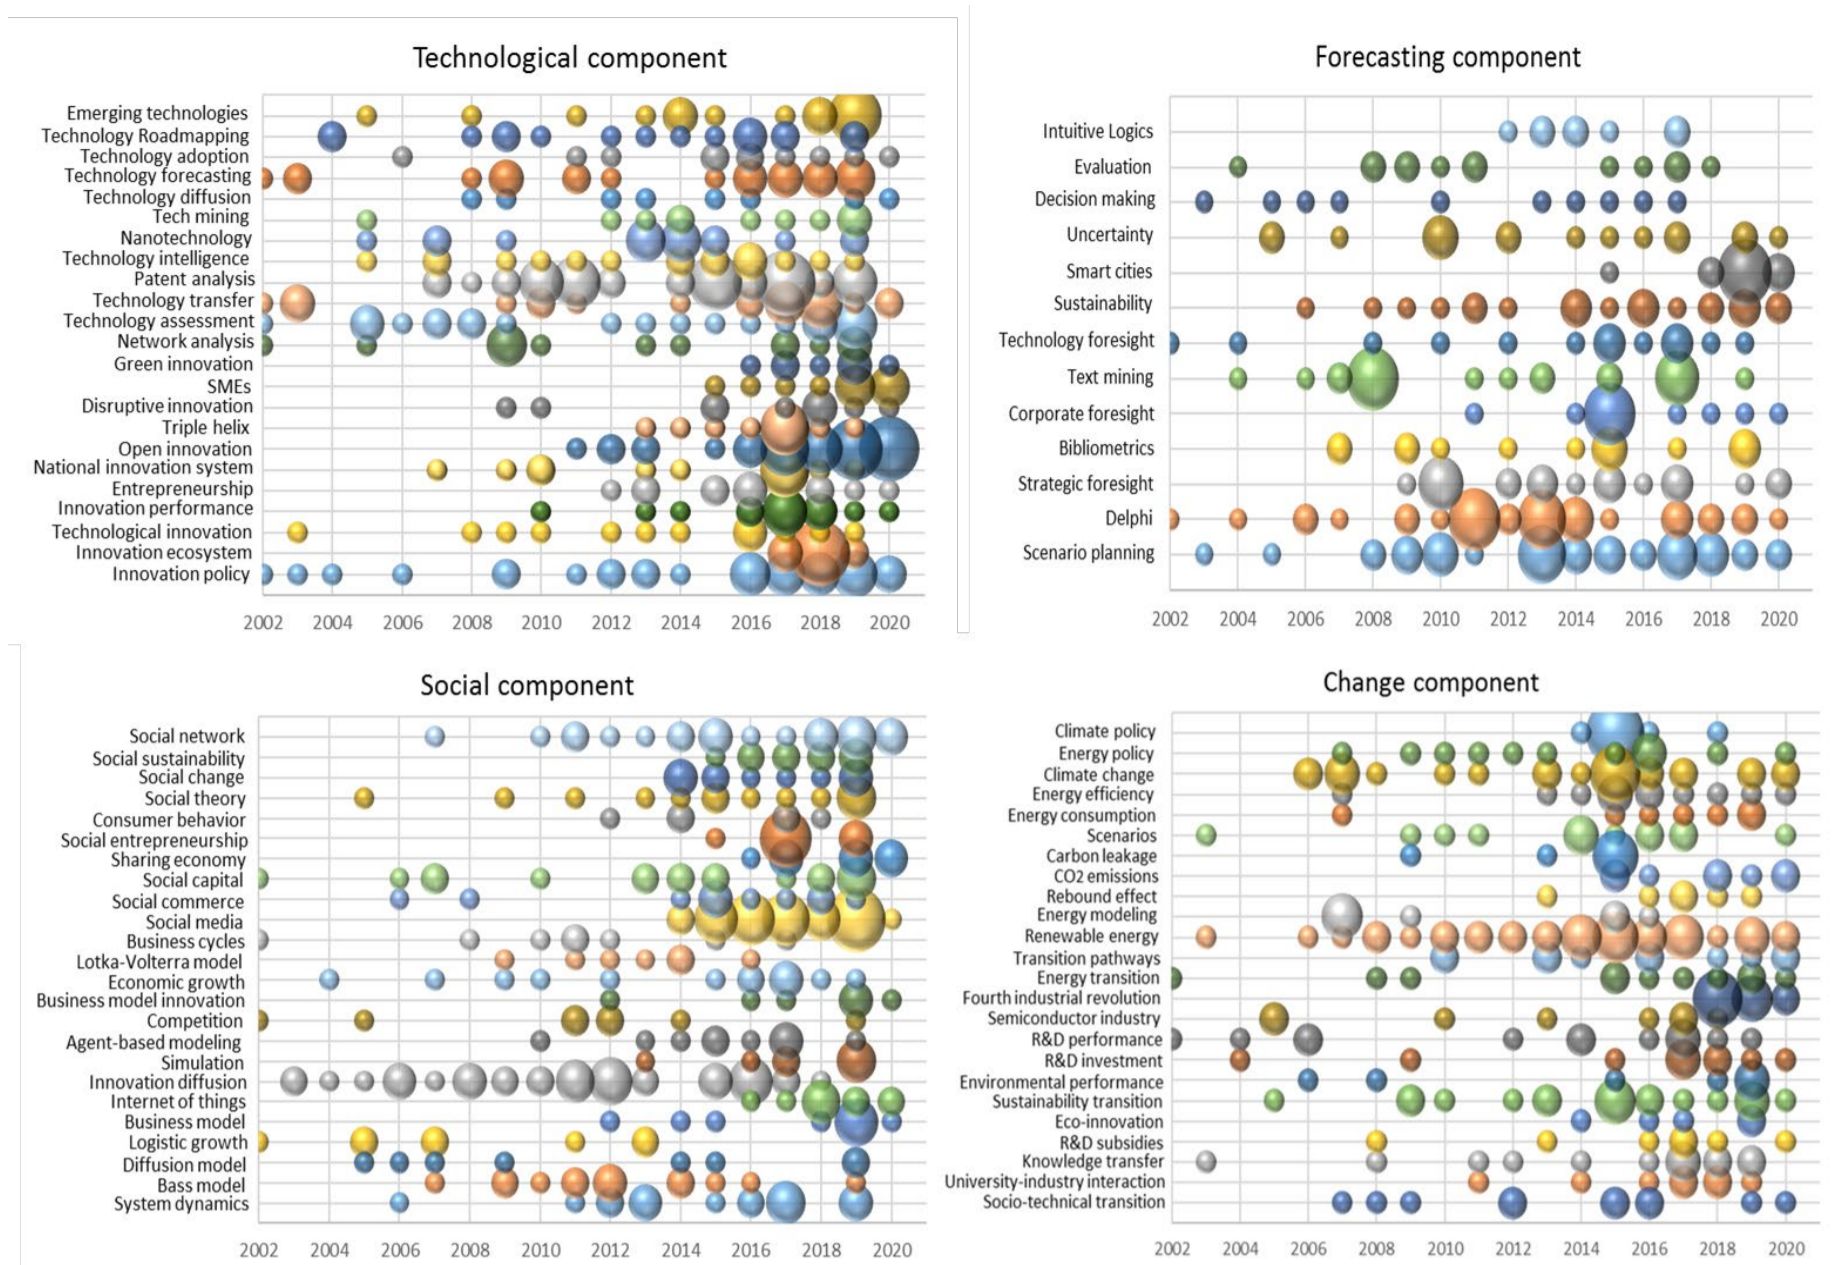 Technological component
Emerging technologies
Technology Roadmapping
Technology adoption
Technology forecasting
Technology diffusion
Tech mining
Nanotechnology
Technology intelligence
Patent analysis
Technology transfer
Technology assessment
Network analysis
Green innovation
SMEs
Disruptive innovation
Triple helix
Open innovation
National innovation system
Entrepreneurship
Innovation performance
Technological innovation
Innovation ecosystem
Innovation policy
2002 2004 2006 2008 2010 2012 2014 2016 2018 2020
Forecasting component
Intuitive Logics
Evaluation
Decision making
Uncertainty
Smart cities
Sustainability
Technology foresight
Text mining
Corporate foresight
Bibliometrics
Strategic foresight
Delphi
Scenario planning
2002 2004 2006 2008 2010 2012 2014 2016 2018 2020
Social component
Social network
Social sustainability
Social change
Social theory
Consumer behavior
Social entrepreneurship
Sharing economy
Social capital
Social commerce
Social media
Business cycles
Lotka-Volterra model
Economic growth
Business model innovation
Competition
Agent-based modeling
Simulation
Innovation diffusion
Internet of things
Business model
Logistic growth
Diffusion model
Bass model
System dynamics
2002 2004 2006 2008 2010 2012 2014 2016 2018 2020
Change component
Climate policy
Energy policy
Climate change
Energy efficiency
Energy consumption
Scenarios
Carbon leakage
CO2 emissions
Rebound effect
Energy modeling
Renewable energy
Transition pathways
Energy transition
Fourth industrial revolution
Semiconductor industry
R&D performance
R&D investment
Environmental performance
Sustainability transition
Eco-innovation
R&D subsidies
Knowledge transfer
University-industry interaction
Socio-technical transition
2002 2004 2006 2008 2010 2012 2014 2016 2018 2020